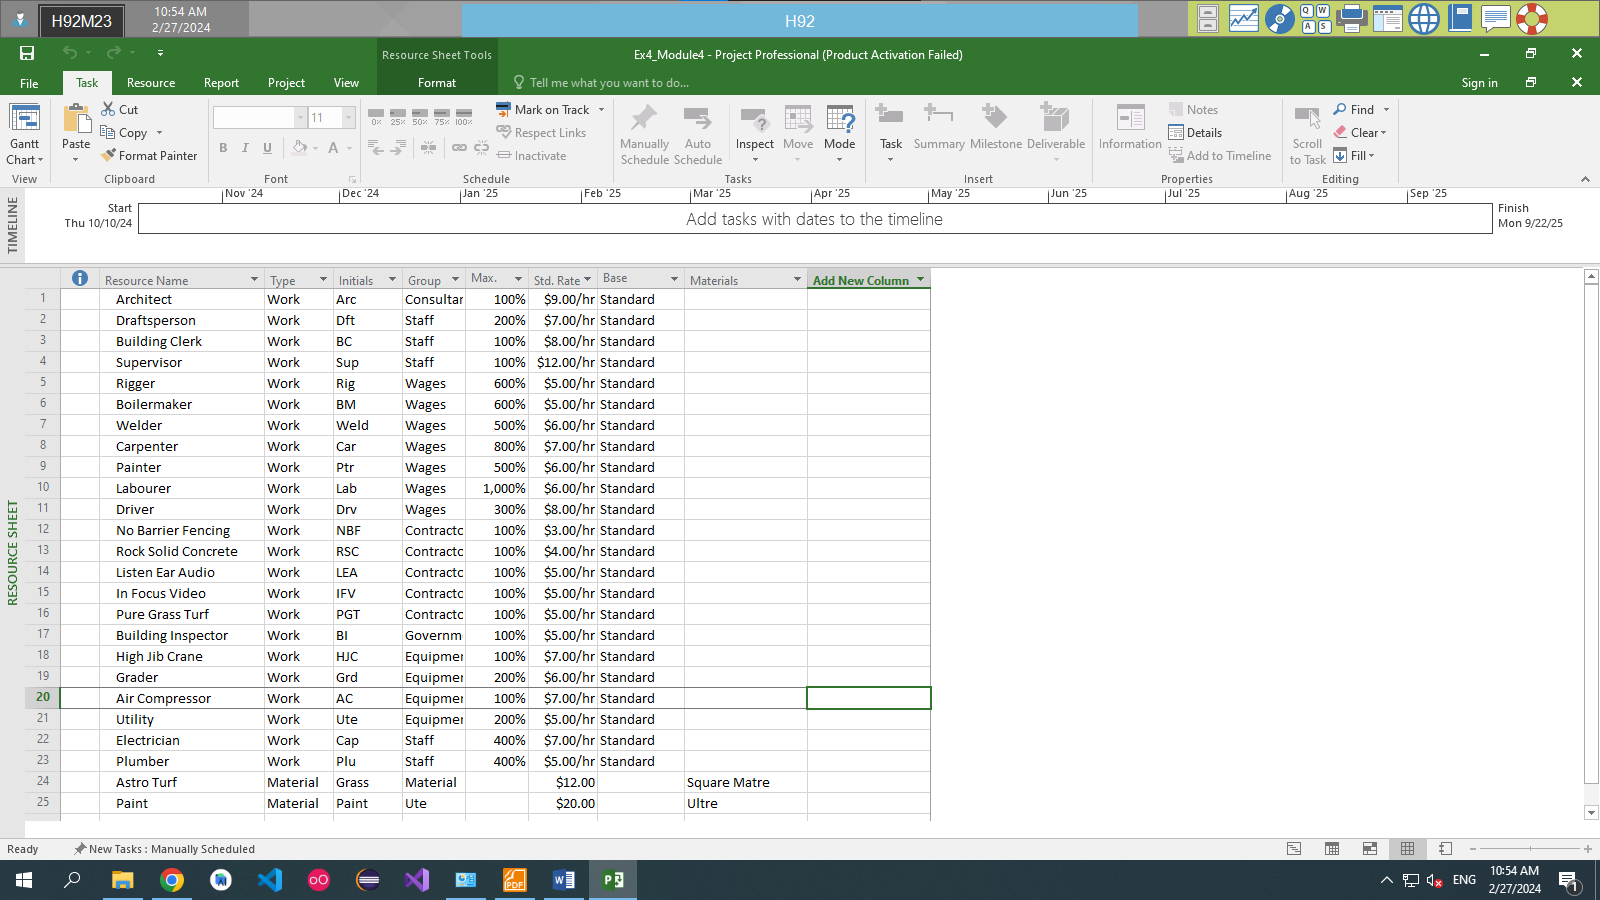 H92M23
10:54 AM
2/27/2024
H92
Q W
A S
Resource Sheet Tools
Ex4_Module4 - Project Professional (Product Activation Failed)
File Task Resource Report Project View Format Tell me what you want to do... Sign in
Gantt Chart
View
Paste
Cut
Copy
Format Painter
Clipboard
11
B I U A
Font
0% 25% 50% 75% 100%
Mark on Track
Respect Links
Inactivate
Schedule
Manually Schedule
Auto Schedule
Inspect
Move
Mode
Tasks
Task
Summary
Milestone
Deliverable
Insert
Information
Notes
Details
Add to Timeline
Properties
Scroll to Task
Find
Clear
Fill
Editing
TIMELINE
Nov '24 Dec '24 Jan '25 Feb '25 Mar '25 Apr '25 May '25 Jun '25 Jul '25 Aug '25 Sep '25
Start
Thu 10/10/24
Add tasks with dates to the timeline
Finish
Mon 9/22/25
RESOURCE SHEET
Resource Name Type Initials Group Max. Std. Rate Base Materials Add New Column
1 Architect Work Arc Consultar 100% $9.00/hr Standard
2 Draftsperson Work Dft Staff 200% $7.00/hr Standard
3 Building Clerk Work BC Staff 100% $8.00/hr Standard
4 Supervisor Work Sup Staff 100% $12.00/hr Standard
5 Rigger Work Rig Wages 600% $5.00/hr Standard
6 Boilermaker Work BM Wages 600% $5.00/hr Standard
7 Welder Work Weld Wages 500% $6.00/hr Standard
8 Carpenter Work Car Wages 800% $7.00/hr Standard
9 Painter Work Ptr Wages 500% $6.00/hr Standard
10 Labourer Work Lab Wages 1,000% $6.00/hr Standard
11 Driver Work Drv Wages 300% $8.00/hr Standard
12 No Barrier Fencing Work NBF Contractc 100% $3.00/hr Standard
13 Rock Solid Concrete Work RSC Contractc 100% $4.00/hr Standard
14 Listen Ear Audio Work LEA Contractc 100% $5.00/hr Standard
15 In Focus Video Work IFV Contractc 100% $5.00/hr Standard
16 Pure Grass Turf Work PGT Contractc 100% $5.00/hr Standard
17 Building Inspector Work BI Governm 100% $5.00/hr Standard
18 High Jib Crane Work HJC Equipmer 100% $7.00/hr Standard
19 Grader Work Grd Equipmer 200% $6.00/hr Standard
20 Air Compressor Work AC Equipmer 100% $7.00/hr Standard
21 Utility Work Ute Equipmer 200% $5.00/hr Standard
22 Electrician Work Cap Staff 400% $7.00/hr Standard
23 Plumber Work Plu Staff 400% $5.00/hr Standard
24 Astro Turf Material Grass Material $12.00 Square Matre
25 Paint Material Paint Ute $20.00 Ultre
Ready New Tasks : Manually Scheduled
PDF
ENG
10:54 AM
2/27/2024
1